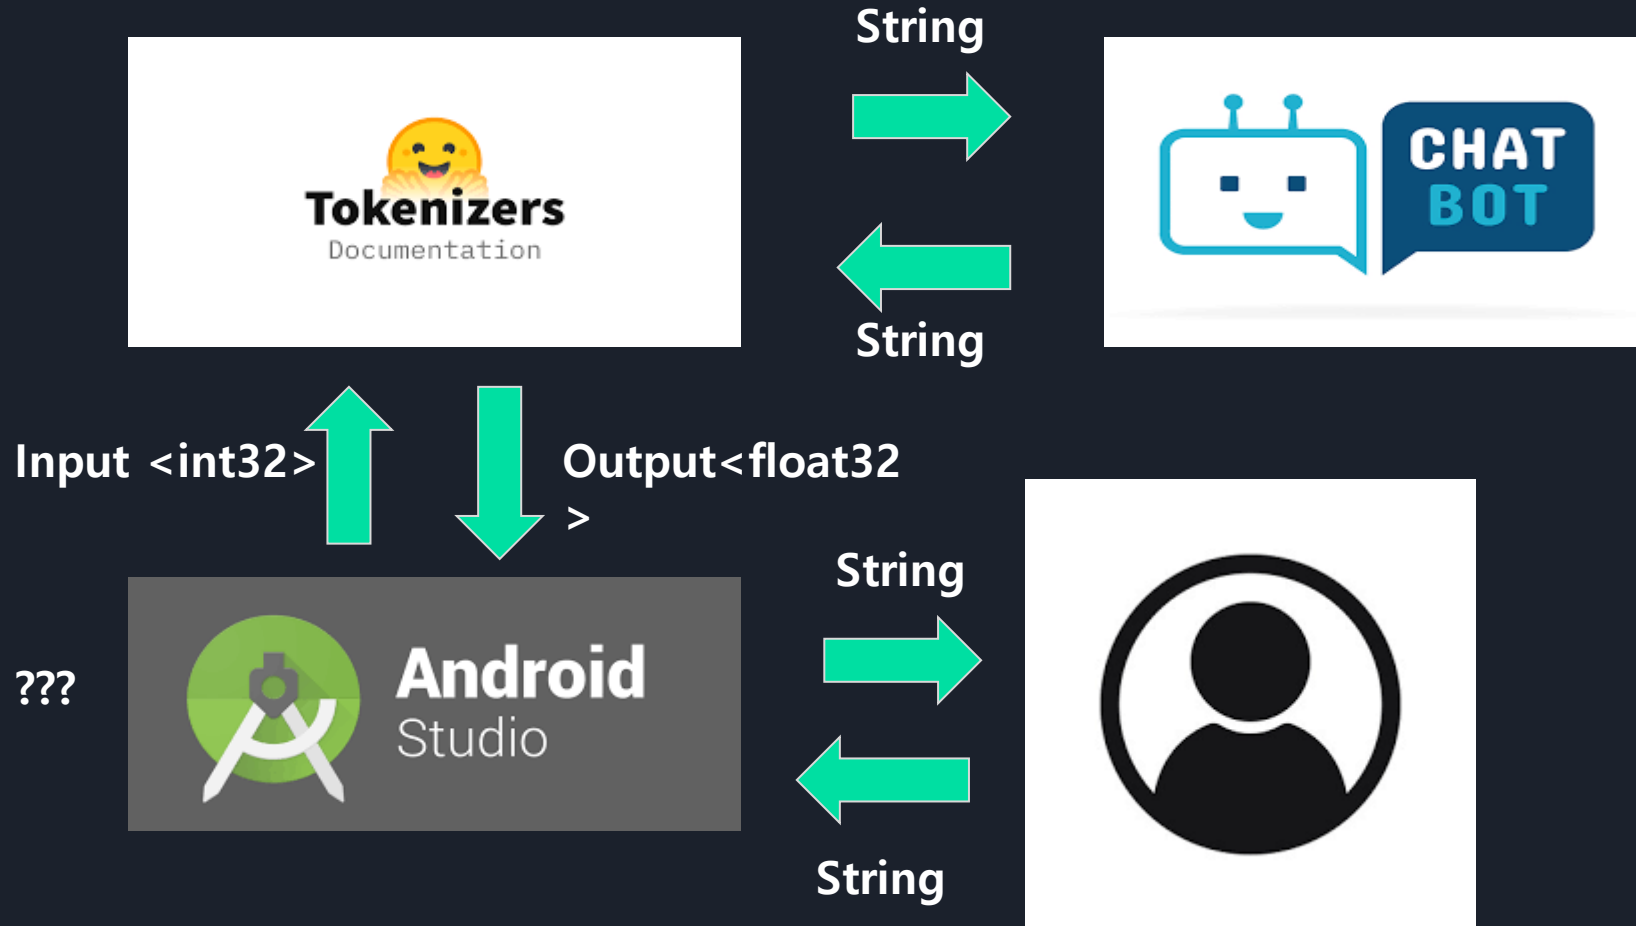 String
Tokenizers
Documentation
CHAT
BOT
String
Input <int32>
Output<float32
>
String
???
Android
Studio
String